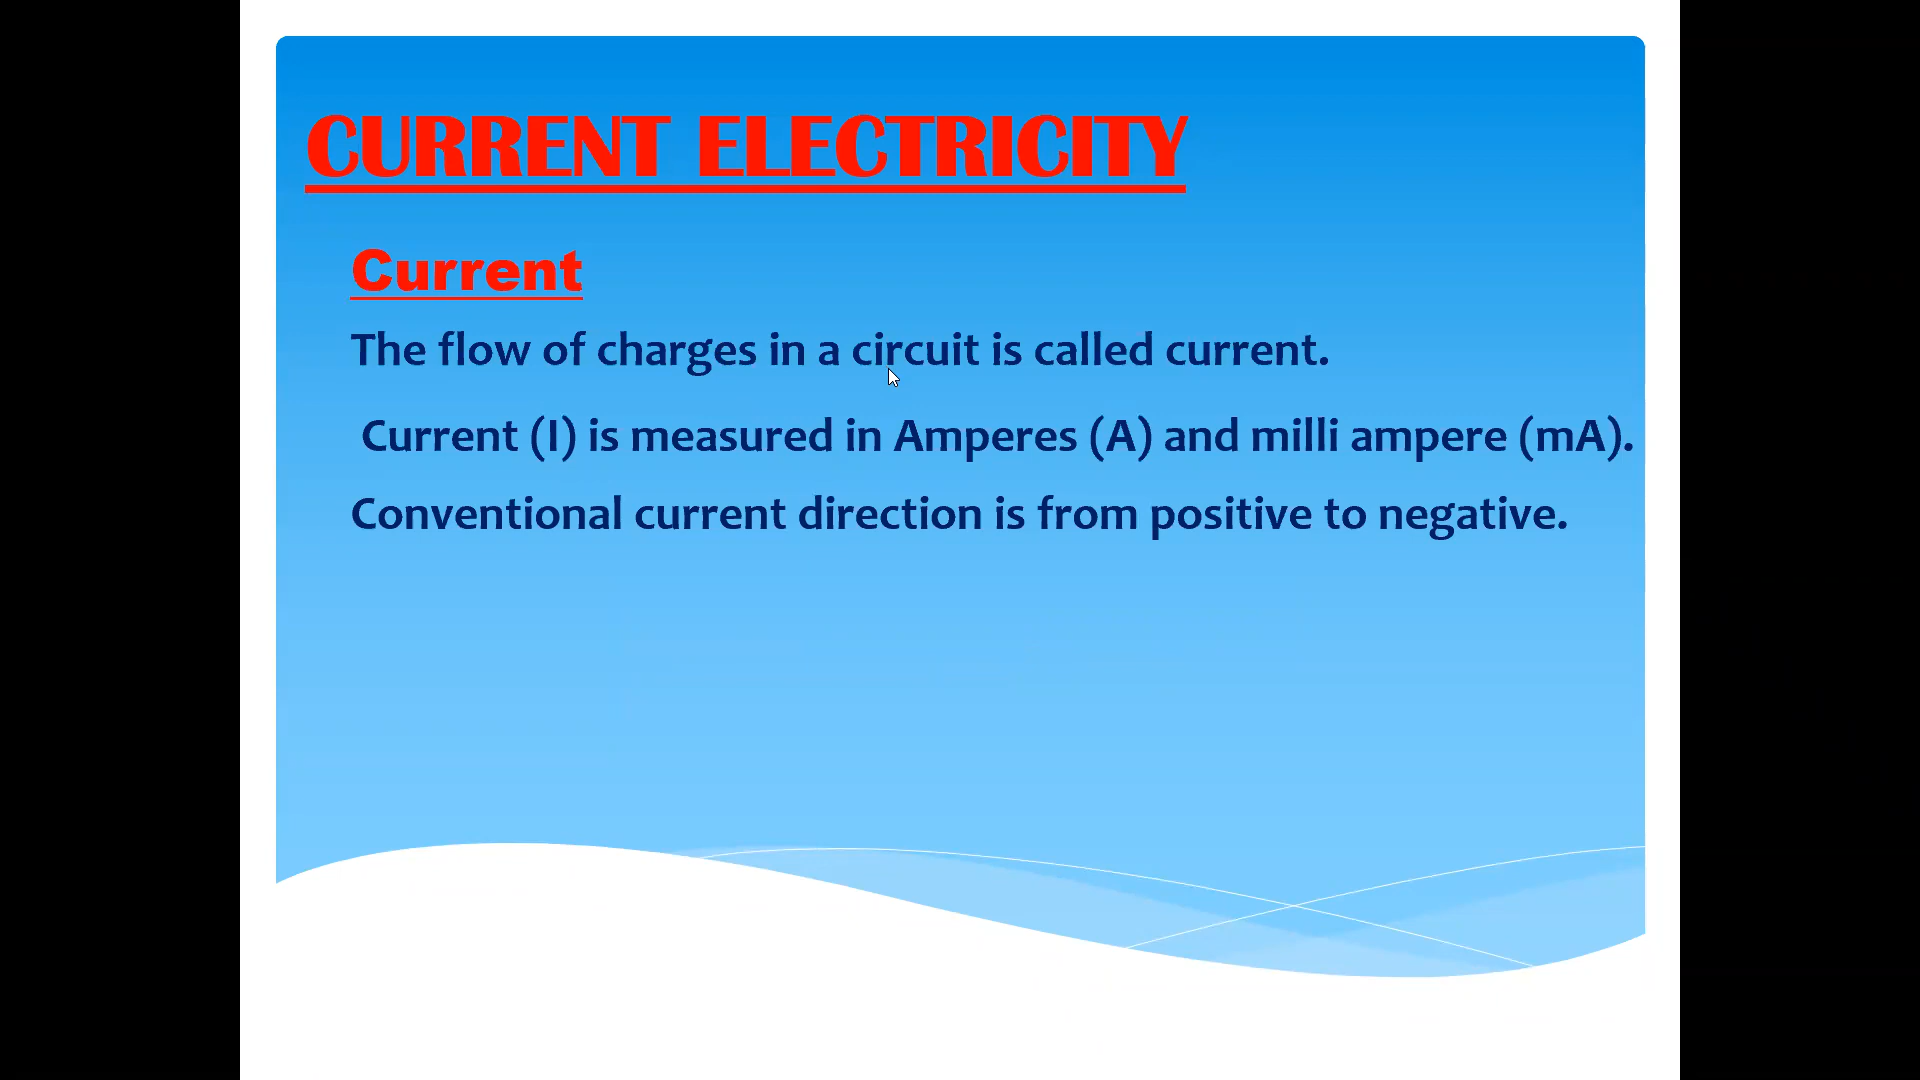 CURRENT ELECTRICITY
Current
The flow of charges in a circuit is called current.
Current (I) is measured in Amperes (A) and milli ampere (mA).
Conventional current direction is from positive to negative.